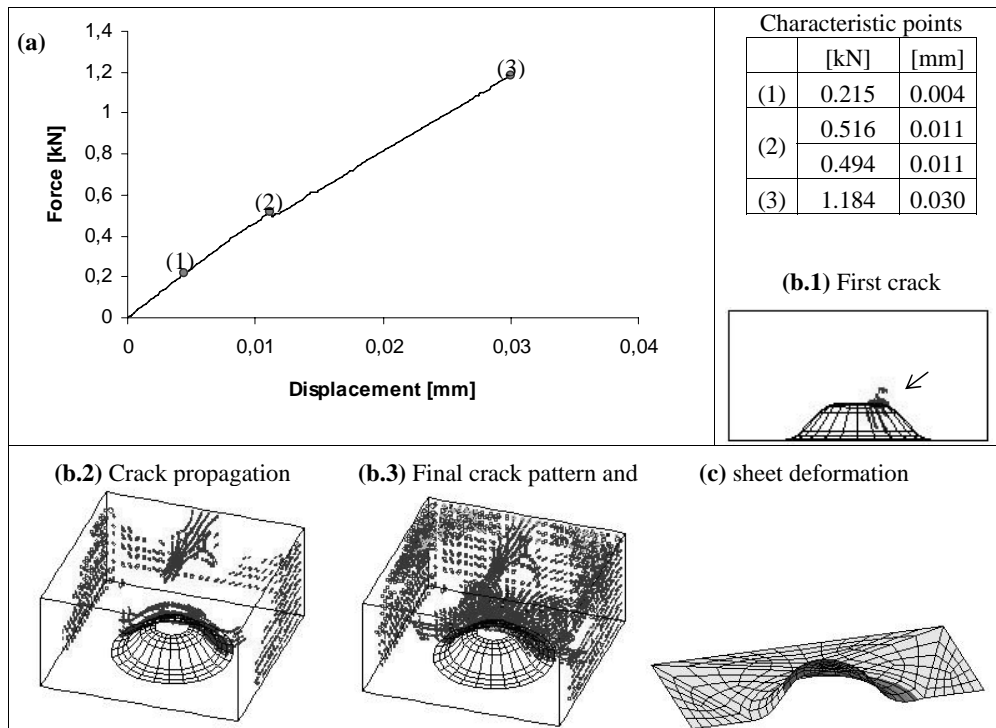 (a)
1,4
1,2
1
0,8
0,6
0,4
0,2
0
Force [kN]
(1)
(2)
(3)
0 0,01 0,02 0,03 0,04
Displacement [mm]
Characteristic points
[kN] [mm]
(1) 0.215 0.004
(2) 0.516 0.011
0.494 0.011
(3) 1.184 0.030
(b.1) First crack
(b.2) Crack propagation
(b.3) Final crack pattern and
(c) sheet deformation